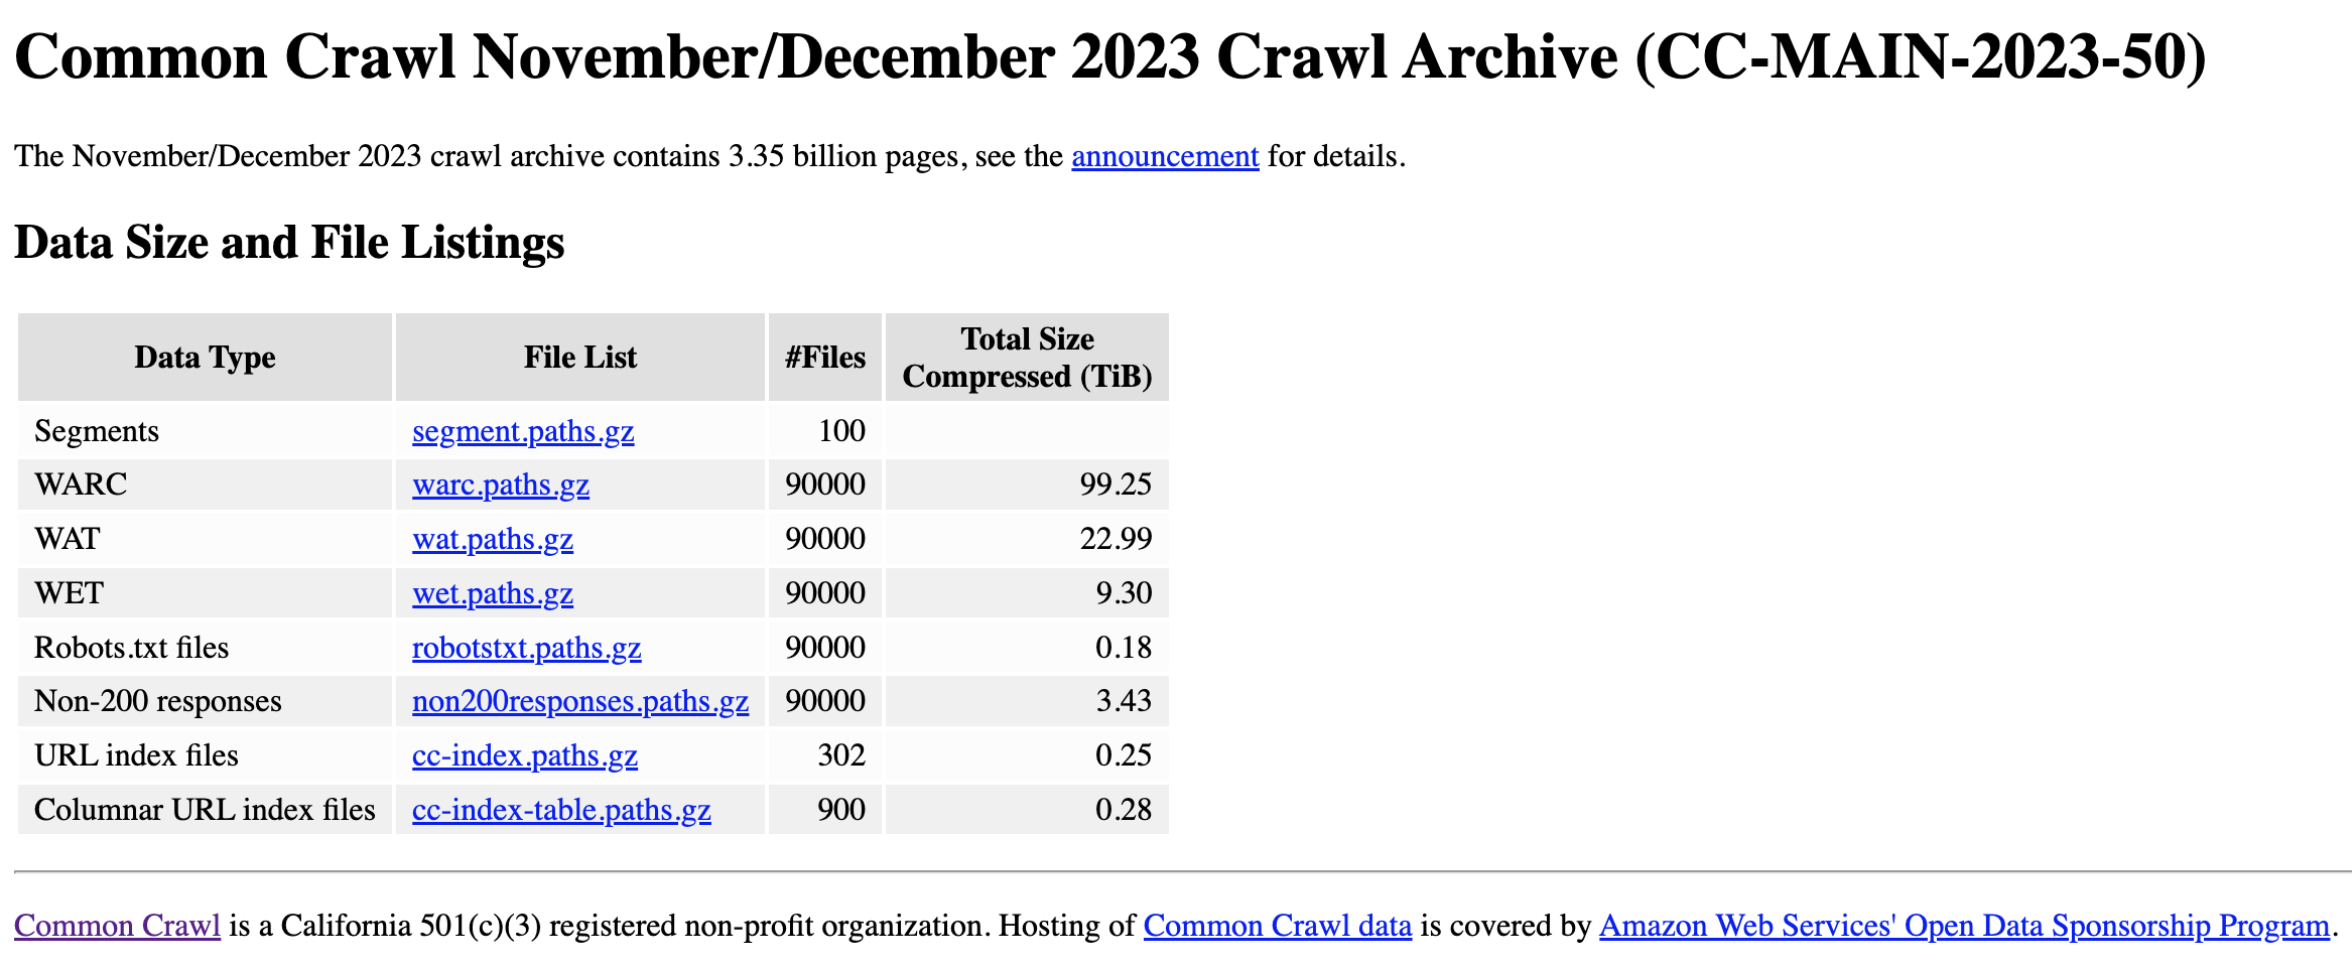 Common Crawl November/December 2023 Crawl Archive (CC-MAIN-2023-50)
The November/December 2023 crawl archive contains 3.35 billion pages, see the announcement for details.
Data Size and File Listings
Data Type File List #Files Total Size Compressed (TiB)
Segments segment.paths.gz 100
WARC warc.paths.gz 90000 99.25
WAT wat.paths.gz 90000 22.99
WET wet.paths.gz 90000 9.30
Robots.txt files robotstxt.paths.gz 90000 0.18
Non-200 responses non200responses.paths.gz 90000 3.43
URL index files cc-index.paths.gz 302 0.25
Columnar URL index files cc-index-table.paths.gz 900 0.28
Common Crawl is a California 501(c)(3) registered non-profit organization. Hosting of Common Crawl data is covered by Amazon Web Services' Open Data Sponsorship Program.